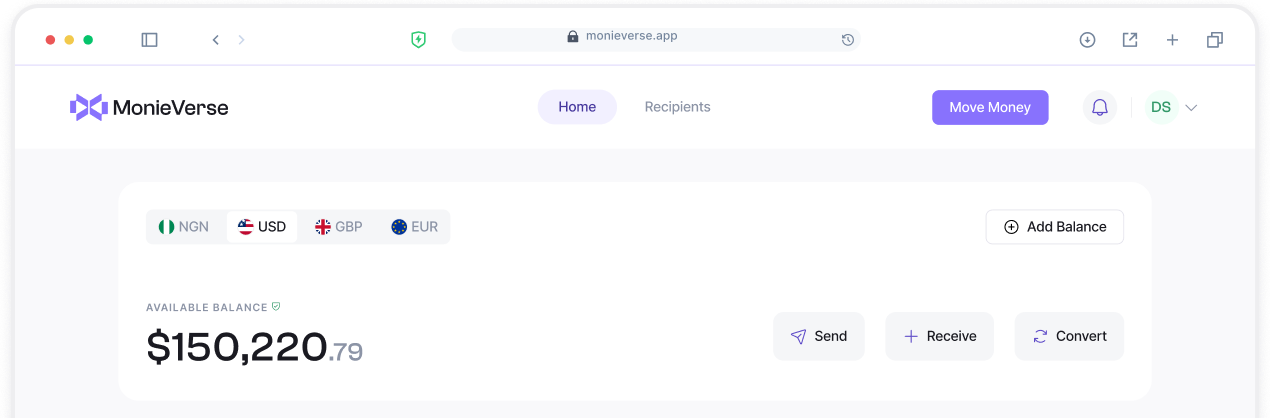 monieverse.app
MonieVerse
Home
Recipients
Move Money
DS
NGN
USD
GBP
EUR
Add Balance
AVAILABLE BALANCE
$150,220.79
Send
Receive
Convert